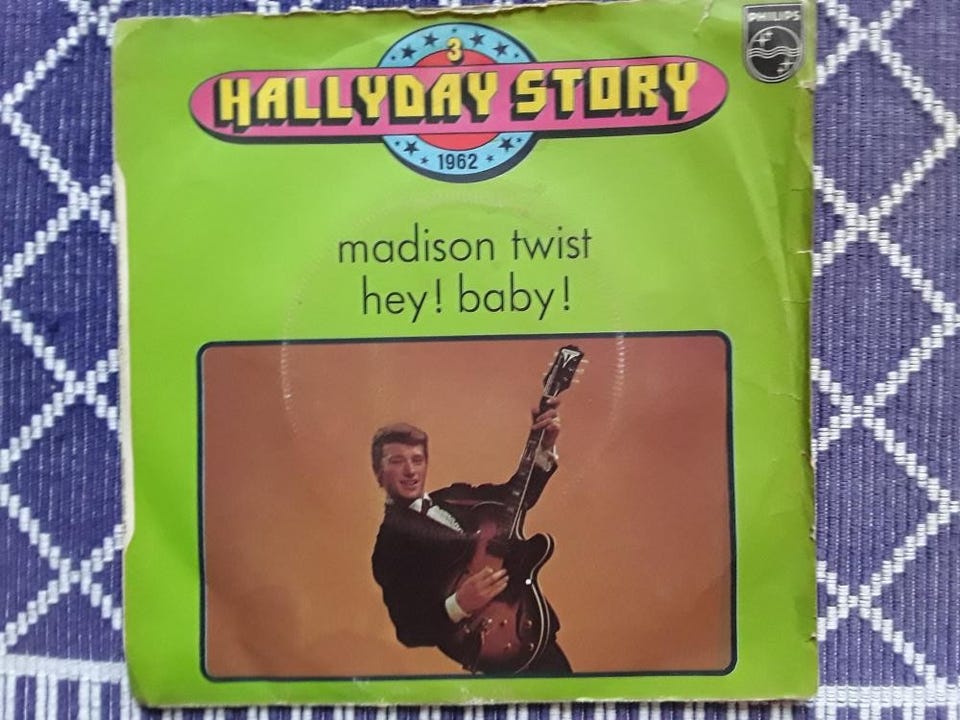 3
PHILIPS
HALLYDAY STORY
1962
madison twist
hey! baby!